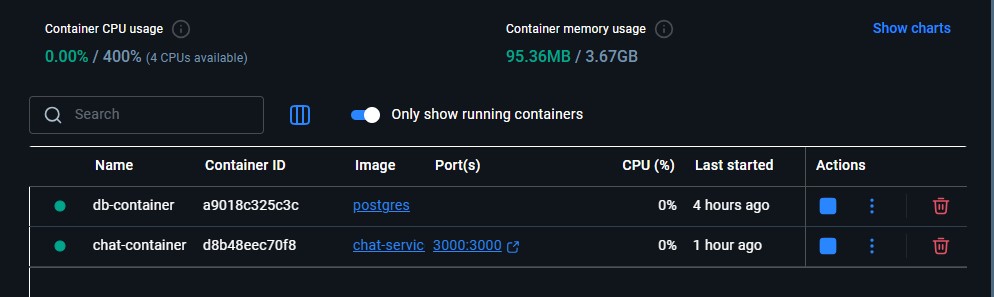 Container CPU usage
Container memory usage
Show charts
0.00% / 400% (4 CPUs available)
95.36MB / 3.67GB
Search
Only show running containers
Name Container ID Image Port(s) CPU (%) Last started Actions
db-container a9018c325c3c postgres 0% 4 hours ago
chat-container d8b48eec70f8 chat-servic 3000:3000 0% 1 hour ago